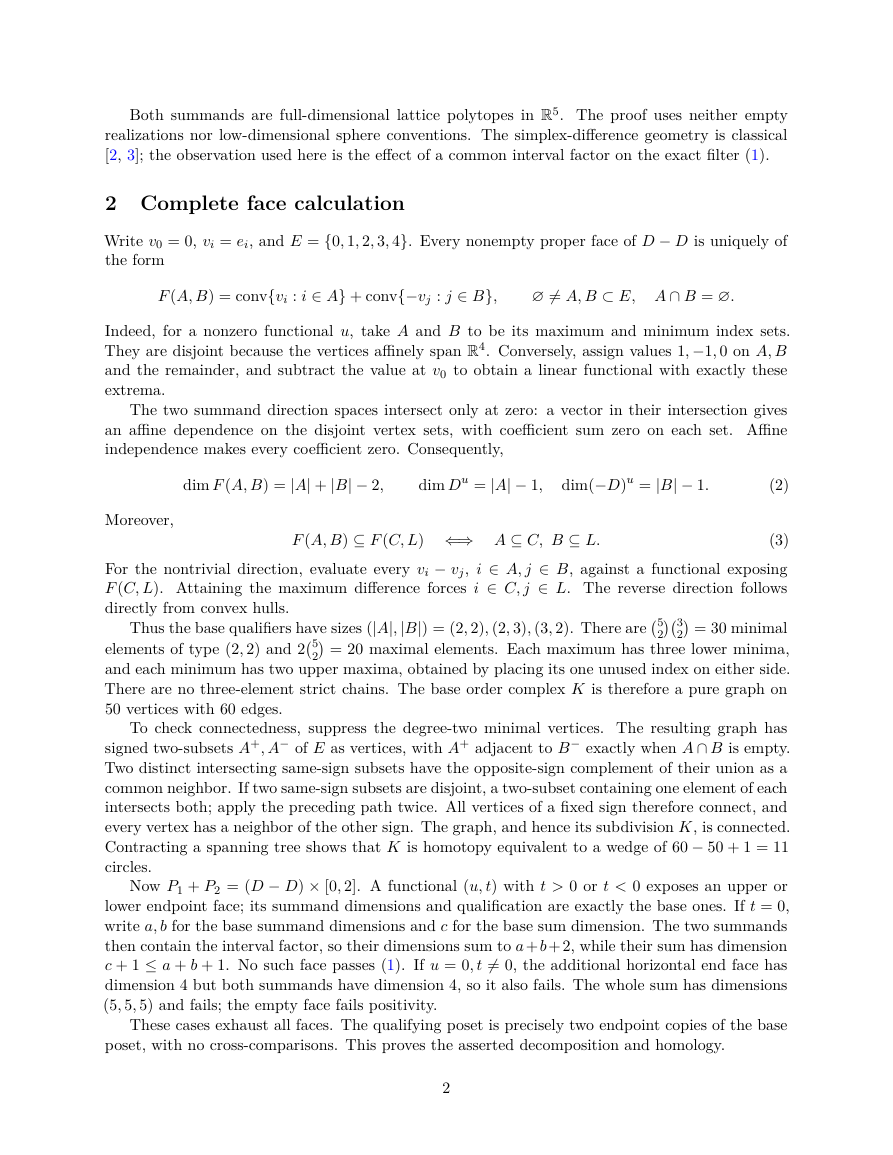 Both summands are full-dimensional lattice polytopes in ℝ⁵. The proof uses neither empty
realizations nor low-dimensional sphere conventions. The simplex-difference geometry is classical
[2, 3]; the observation used here is the effect of a common interval factor on the exact filter (1).
2 Complete face calculation
Write v₀ = 0, vᵢ = eᵢ, and E = {0, 1, 2, 3, 4}. Every nonempty proper face of D − D is uniquely of
the form
F(A, B) = conv{vᵢ : i ∈ A} + conv{−vⱼ : j ∈ B}, ∅ ≠ A, B ⊂ E, A ∩ B = ∅.
Indeed, for a nonzero functional u, take A and B to be its maximum and minimum index sets.
They are disjoint because the vertices affinely span ℝ⁴. Conversely, assign values 1, −1, 0 on A, B
and the remainder, and subtract the value at v₀ to obtain a linear functional with exactly these
extrema.
The two summand direction spaces intersect only at zero: a vector in their intersection gives
an affine dependence on the disjoint vertex sets, with coefficient sum zero on each set. Affine
independence makes every coefficient zero. Consequently,
dim F(A, B) = |A| + |B| − 2, dim Dᵘ = |A| − 1, dim(−D)ᵘ = |B| − 1. (2)
Moreover,
F(A, B) ⊆ F(C, L) ⟺ A ⊆ C, B ⊆ L. (3)
For the nontrivial direction, evaluate every vᵢ − vⱼ, i ∈ A, j ∈ B, against a functional exposing
F(C, L). Attaining the maximum difference forces i ∈ C, j ∈ L. The reverse direction follows
directly from convex hulls.
Thus the base qualifiers have sizes (|A|, |B|) = (2, 2), (2, 3), (3, 2). There are (5 2)(3 2) = 30 minimal
elements of type (2, 2) and 2(5 2) = 20 maximal elements. Each maximum has three lower minima,
and each minimum has two upper maxima, obtained by placing its one unused index on either side.
There are no three-element strict chains. The base order complex K is therefore a pure graph on
50 vertices with 60 edges.
To check connectedness, suppress the degree-two minimal vertices. The resulting graph has
signed two-subsets A⁺, A⁻ of E as vertices, with A⁺ adjacent to B⁻ exactly when A ∩ B is empty.
Two distinct intersecting same-sign subsets have the opposite-sign complement of their union as a
common neighbor. If two same-sign subsets are disjoint, a two-subset containing one element of each
intersects both; apply the preceding path twice. All vertices of a fixed sign therefore connect, and
every vertex has a neighbor of the other sign. The graph, and hence its subdivision K, is connected.
Contracting a spanning tree shows that K is homotopy equivalent to a wedge of 60 − 50 + 1 = 11
circles.
Now P₁ + P₂ = (D − D) × [0, 2]. A functional (u, t) with t > 0 or t < 0 exposes an upper or
lower endpoint face; its summand dimensions and qualification are exactly the base ones. If t = 0,
write a, b for the base summand dimensions and c for the base sum dimension. The two summands
then contain the interval factor, so their dimensions sum to a+b+2, while their sum has dimension
c + 1 ≤ a + b + 1. No such face passes (1). If u = 0, t ≠ 0, the additional horizontal end face has
dimension 4 but both summands have dimension 4, so it also fails. The whole sum has dimensions
(5, 5, 5) and fails; the empty face fails positivity.
These cases exhaust all faces. The qualifying poset is precisely two endpoint copies of the base
poset, with no cross-comparisons. This proves the asserted decomposition and homology.
2